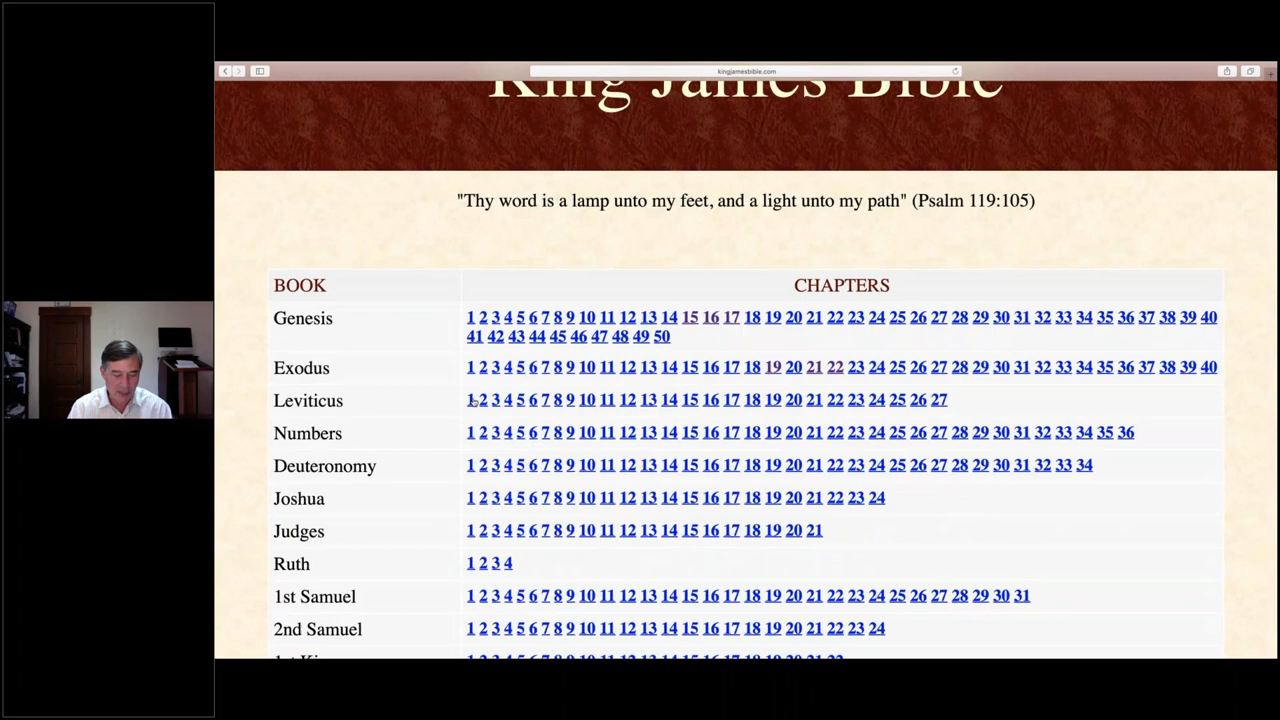 kingjamesbible.com
King James Bible
"Thy word is a lamp unto my feet, and a light unto my path" (Psalm 119:105)
BOOK CHAPTERS
Genesis 1 2 3 4 5 6 7 8 9 10 11 12 13 14 15 16 17 18 19 20 21 22 23 24 25 26 27 28 29 30 31 32 33 34 35 36 37 38 39 40
41 42 43 44 45 46 47 48 49 50
Exodus 1 2 3 4 5 6 7 8 9 10 11 12 13 14 15 16 17 18 19 20 21 22 23 24 25 26 27 28 29 30 31 32 33 34 35 36 37 38 39 40
Leviticus 1 2 3 4 5 6 7 8 9 10 11 12 13 14 15 16 17 18 19 20 21 22 23 24 25 26 27
Numbers 1 2 3 4 5 6 7 8 9 10 11 12 13 14 15 16 17 18 19 20 21 22 23 24 25 26 27 28 29 30 31 32 33 34 35 36
Deuteronomy 1 2 3 4 5 6 7 8 9 10 11 12 13 14 15 16 17 18 19 20 21 22 23 24 25 26 27 28 29 30 31 32 33 34
Joshua 1 2 3 4 5 6 7 8 9 10 11 12 13 14 15 16 17 18 19 20 21 22 23 24
Judges 1 2 3 4 5 6 7 8 9 10 11 12 13 14 15 16 17 18 19 20 21
Ruth 1 2 3 4
1st Samuel 1 2 3 4 5 6 7 8 9 10 11 12 13 14 15 16 17 18 19 20 21 22 23 24 25 26 27 28 29 30 31
2nd Samuel 1 2 3 4 5 6 7 8 9 10 11 12 13 14 15 16 17 18 19 20 21 22 23 24